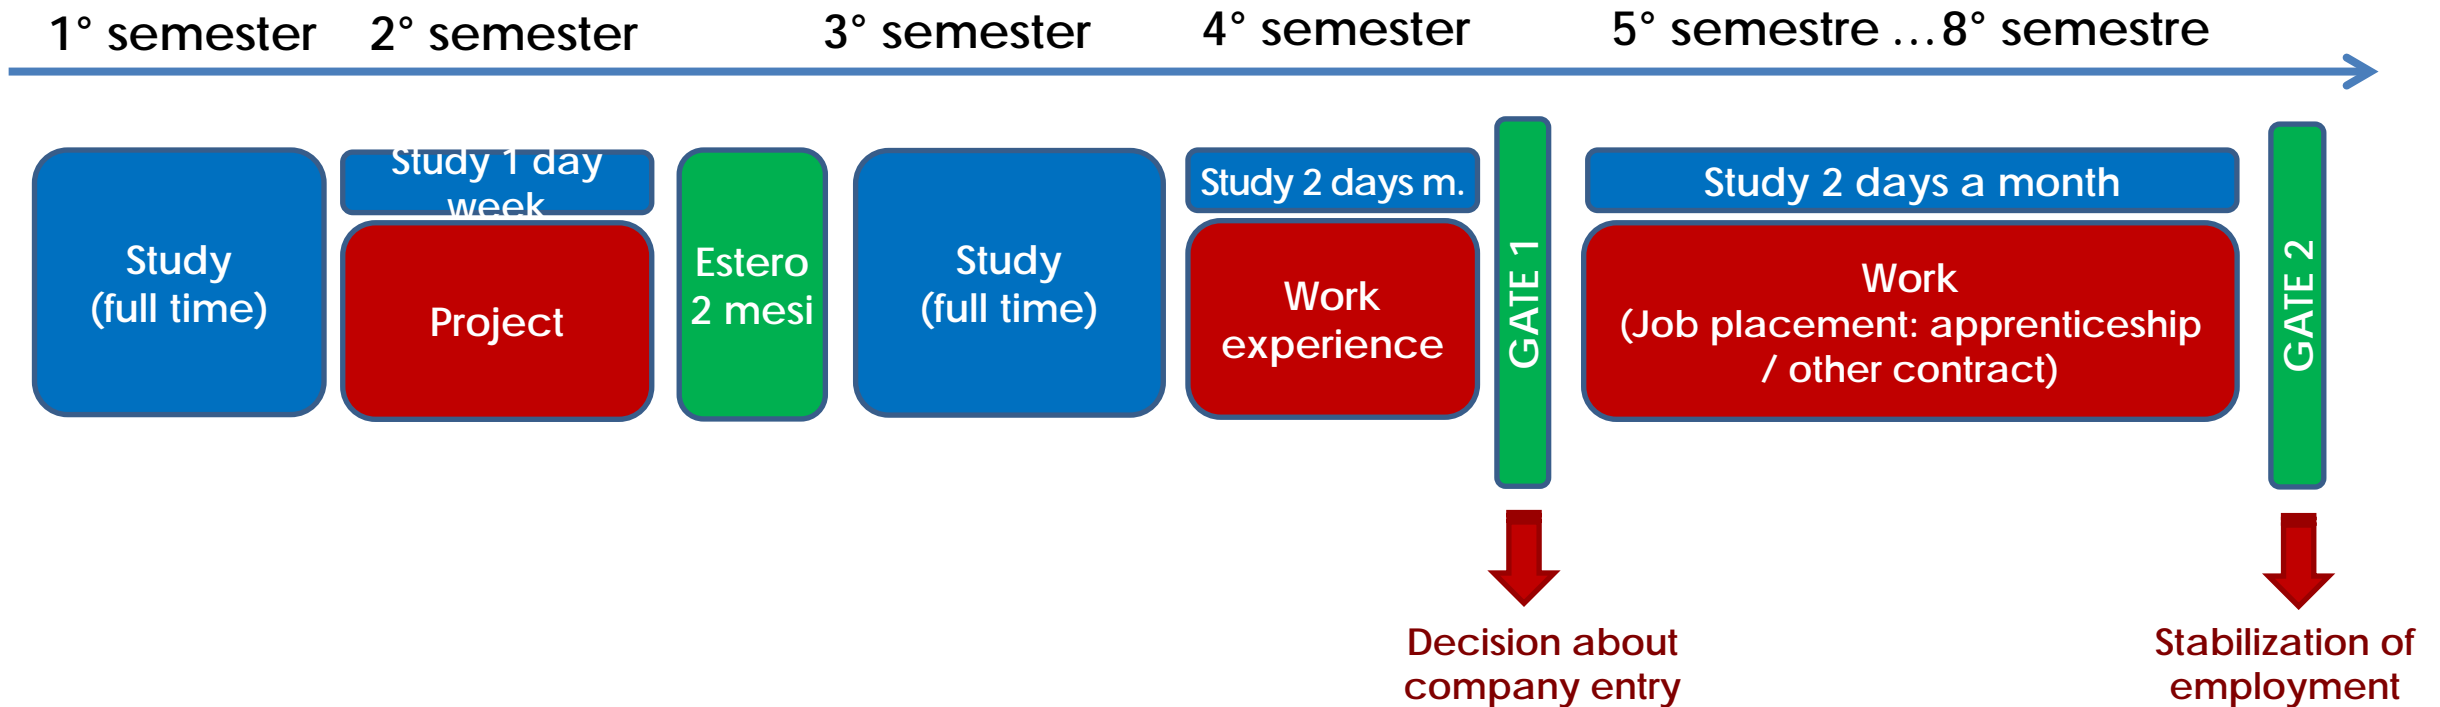 1° semester
2° semester
3° semester
4° semester
5° semestre ...8° semestre
Study
(full time)
Study 1 day
week
Project
Estero
2 mesi
Study
(full time)
Study 2 days m.
Work
experience
GATE 1
Study 2 days a month
Work
(Job placement: apprenticeship
/ other contract)
GATE 2
Decision about
company entry
Stabilization of
employment